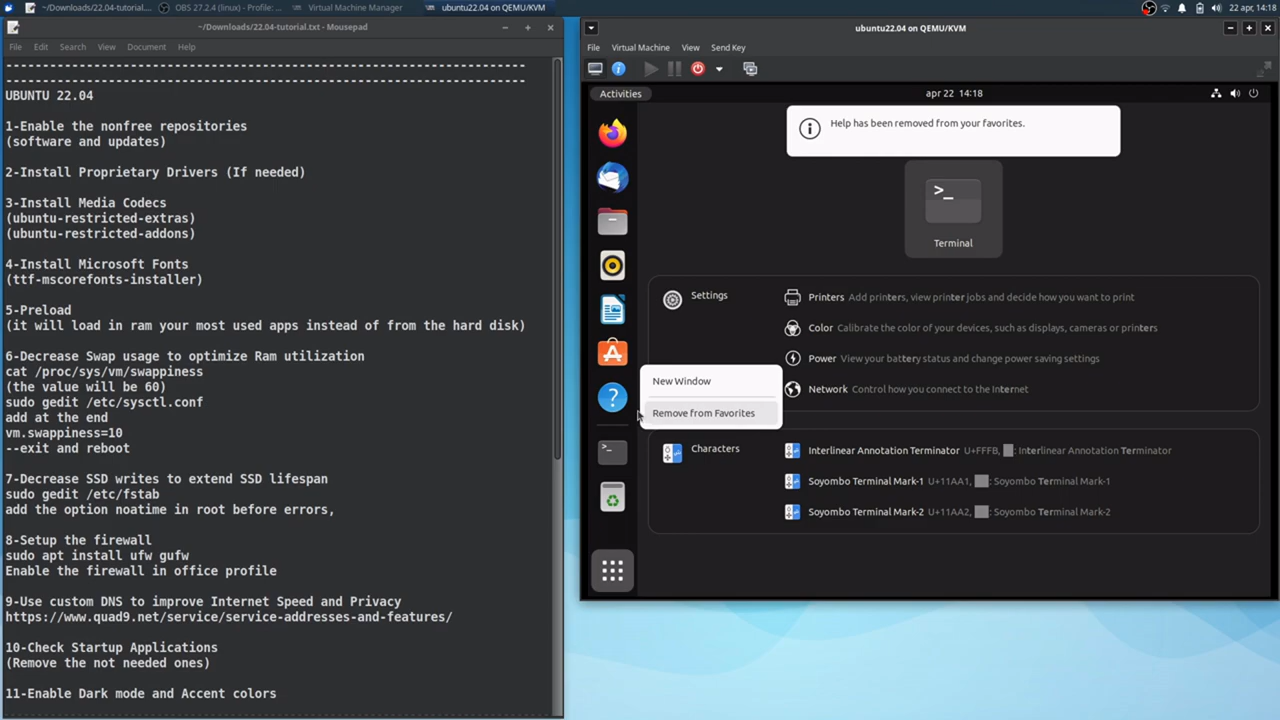 ~/Downloads/22.04-tutorial....
OBS 27.2.4 (linux) - Profile: ...
Virtual Machine Manager
ubuntu22.04 on QEMU/KVM
22 apr, 14:18
~/Downloads/22.04-tutorial.txt - Mousepad
File Edit Search View Document Help
--------------------------------------------------------------------
--------------------------------------------------------------------
UBUNTU 22.04
1-Enable the nonfree repositories
(software and updates)
2-Install Proprietary Drivers (If needed)
3-Install Media Codecs
(ubuntu-restricted-extras)
(ubuntu-restricted-addons)
4-Install Microsoft Fonts
(ttf-mscorefonts-installer)
5-Preload
(it will load in ram your most used apps instead of from the hard disk)
6-Decrease Swap usage to optimize Ram utilization
cat /proc/sys/vm/swappiness
(the value will be 60)
sudo gedit /etc/sysctl.conf
add at the end
vm.swappiness=10
--exit and reboot
7-Decrease SSD writes to extend SSD lifespan
sudo gedit /etc/fstab
add the option noatime in root before errors,
8-Setup the firewall
sudo apt install ufw gufw
Enable the firewall in office profile
9-Use custom DNS to improve Internet Speed and Privacy
https://www.quad9.net/service/service-addresses-and-features/
10-Check Startup Applications
(Remove the not needed ones)
11-Enable Dark mode and Accent colors
ubuntu22.04 on QEMU/KVM
File Virtual Machine View Send Key
Activities
apr 22 14:18
Help has been removed from your favorites.
>_
Terminal
Settings
Printers Add printers, view printer jobs and decide how you want to print
Color Calibrate the color of your devices, such as displays, cameras or printers
Power View your battery status and change power saving settings
Network Control how you connect to the Internet
New Window
Remove from Favorites
Characters
Interlinear Annotation Terminator U+FFFB, : Interlinear Annotation Terminator
Soyombo Terminal Mark-1 U+11AA1, : Soyombo Terminal Mark-1
Soyombo Terminal Mark-2 U+11AA2, : Soyombo Terminal Mark-2